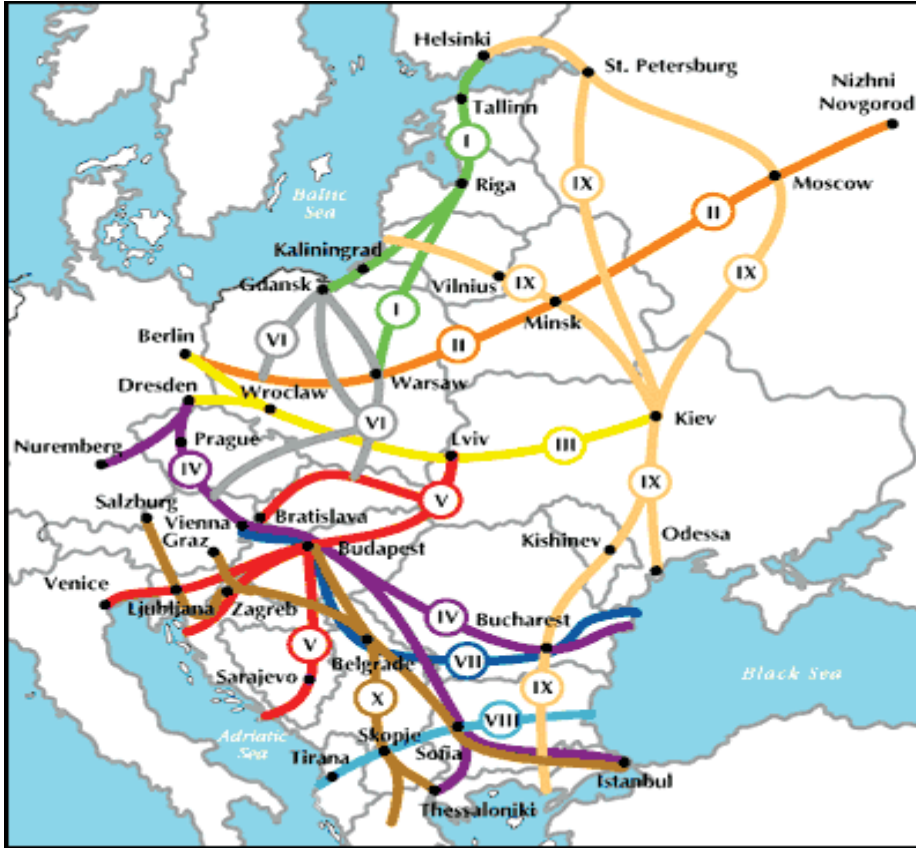 Helsinki
St. Petersburg
Nizhni
Novgorod
Tallinn
I
Riga
IX
Moscow
II
Baltic
Sea
Kaliningrad
Gdansk
Vilnius
IX
IX
Minsk
I
VI
II
Berlin
Warsaw
Dresden
Wroclaw
Kiev
VI
Nuremberg
Prague
Lviv
III
IV
IX
V
Salzburg
Vienna
Bratislava
Graz
Budapest
Kishinev
Odessa
Venice
Ljubljana
Zagreb
IV
Bucharest
V
Belgrade
VII
Sarajevo
Black Sea
X
IX
VIII
Adriatic
Sea
Skopje
Tirana
Sofia
Istanbul
Thessaloniki